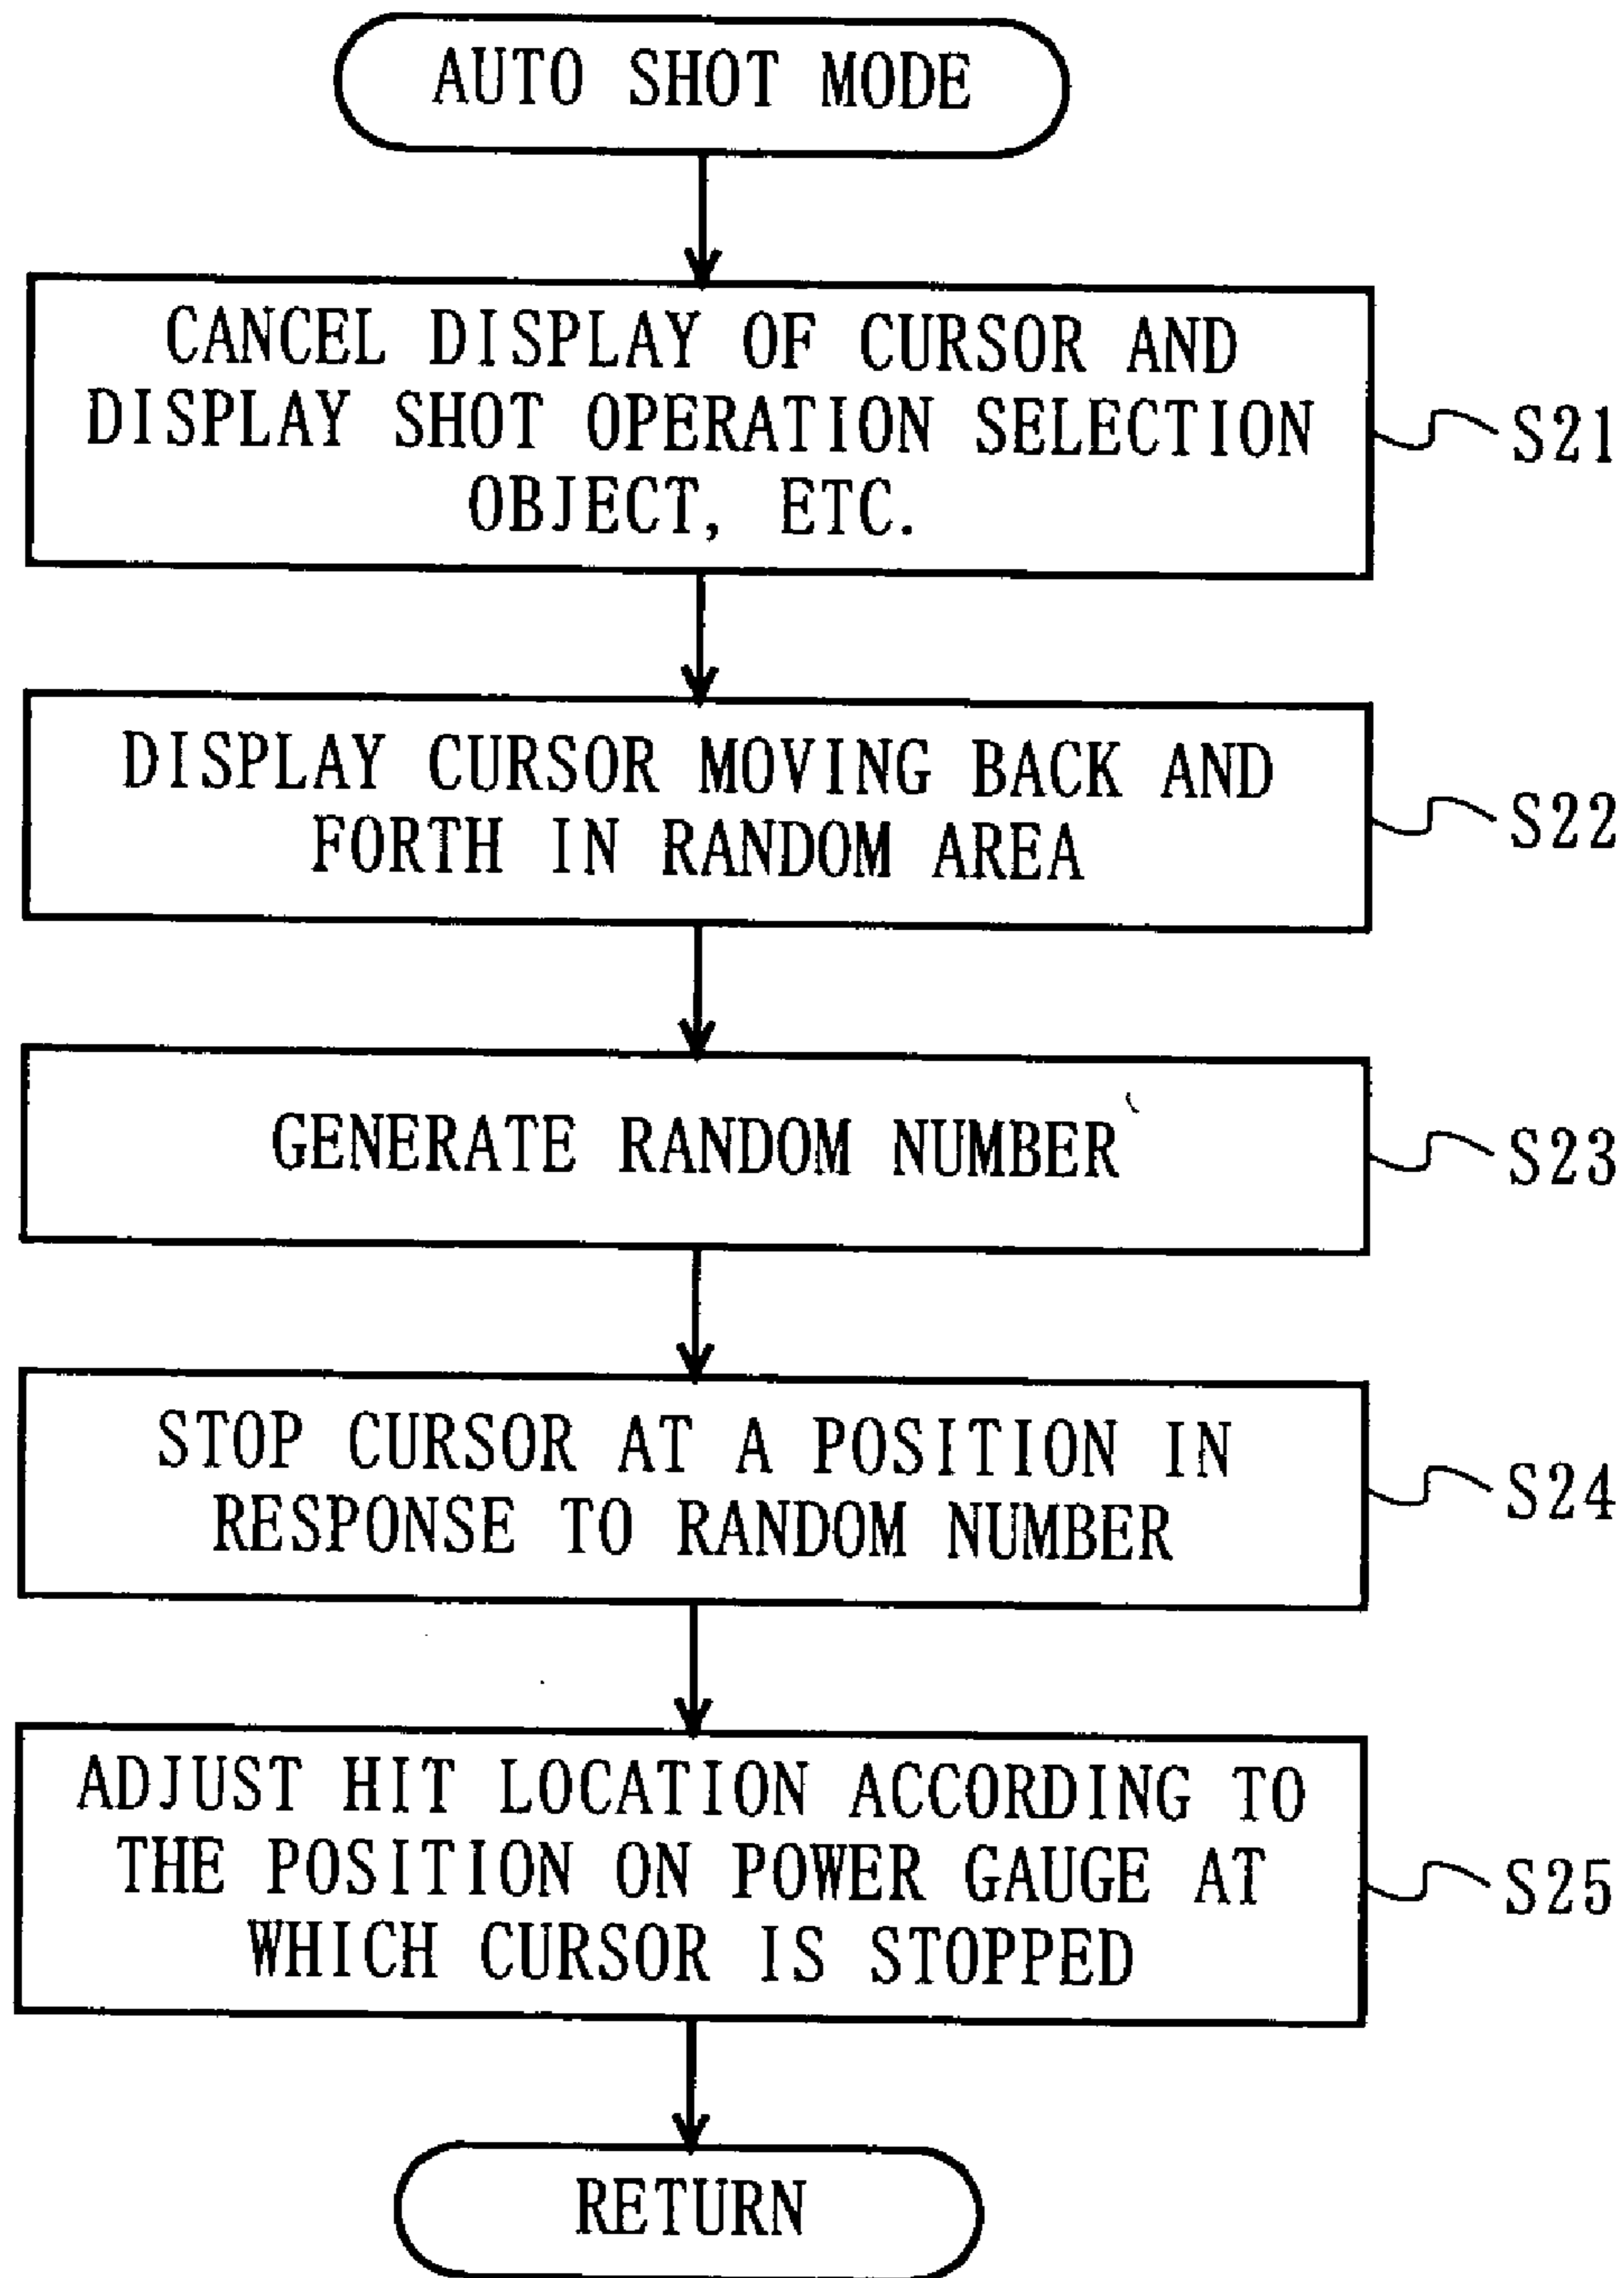 AUTO SHOT MODE
CANCEL DISPLAY OF CURSOR AND
DISPLAY SHOT OPERATION SELECTION
OBJECT, ETC.
S21
DISPLAY CURSOR MOVING BACK AND
FORTH IN RANDOM AREA
S22
GENERATE RANDOM NUMBER
S23
STOP CURSOR AT A POSITION IN
RESPONSE TO RANDOM NUMBER
S24
ADJUST HIT LOCATION ACCORDING TO
THE POSITION ON POWER GAUGE AT
WHICH CURSOR IS STOPPED
S25
RETURN